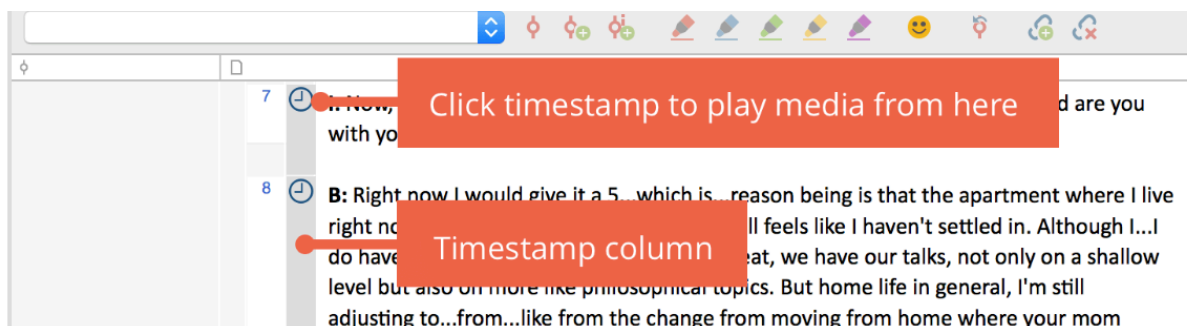 7 Click timestamp to play media from here d are you
with yo
8 B: Right now I would give it a 5...which is...reason being is that the apartment where I live
right ll feels like I haven't settled in. Although I...I
Timestamp column
do have eat, we have our talks, not only on a shallow
level but also on more like philosophical topics. But home life in general, I'm still
adjusting to...from...like from the change from moving from home where your mom